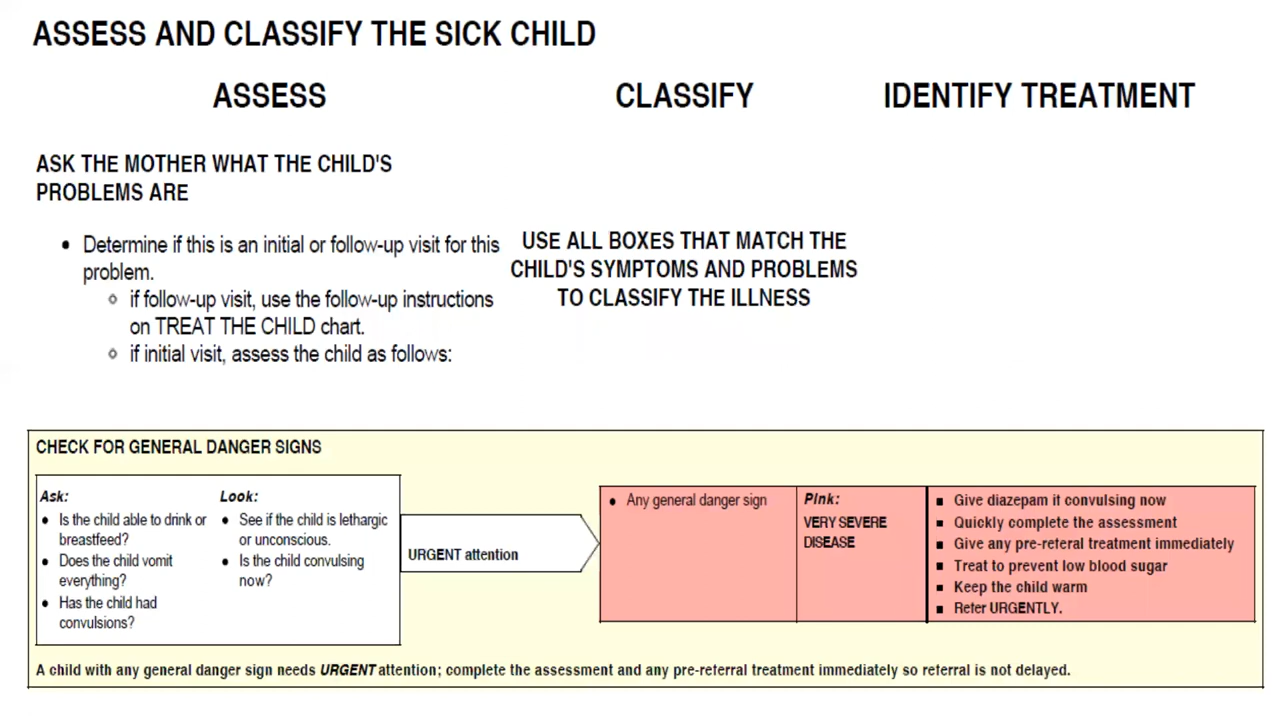 ASSESS AND CLASSIFY THE SICK CHILD
ASSESS
CLASSIFY
IDENTIFY TREATMENT
ASK THE MOTHER WHAT THE CHILD'S
PROBLEMS ARE
• Determine if this is an initial or follow-up visit for this
problem.
if follow-up visit, use the follow-up instructions
on TREAT THE CHILD chart.
if initial visit, assess the child as follows:
USE ALL BOXES THAT MATCH THE
CHILD'S SYMPTOMS AND PROBLEMS
TO CLASSIFY THE ILLNESS
CHECK FOR GENERAL DANGER SIGNS
Ask:
• Is the child able to drink or
breastfeed?
• Does the child vomit
everything?
• Has the child had
convulsions?
Look:
• See if the child is lethargic
or unconscious.
• Is the child convulsing
now?
URGENT attention
• Any general danger sign
Pink:
VERY SEVERE
DISEASE
■ Give diazepam if convulsing now
■ Quickly complete the assessment
■ Give any pre-referal treatment immediately
■ Treat to prevent low blood sugar
■ Keep the child warm
■ Refer URGENTLY.
A child with any general danger sign needs URGENT attention; complete the assessment and any pre-referral treatment immediately so referral is not delayed.